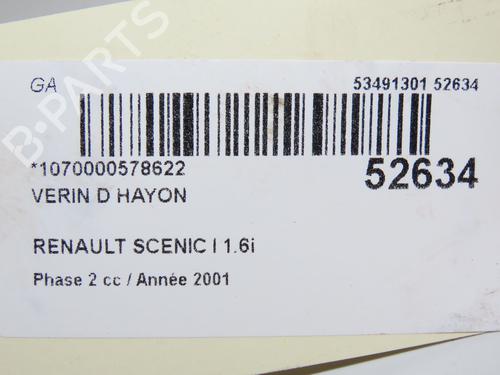 GA
53491301 52634
*1070000578622
52634
VERIN D HAYON
RENAULT SCENIC I 1.6i
Phase 2 cc / Année 2001
B-PARTS